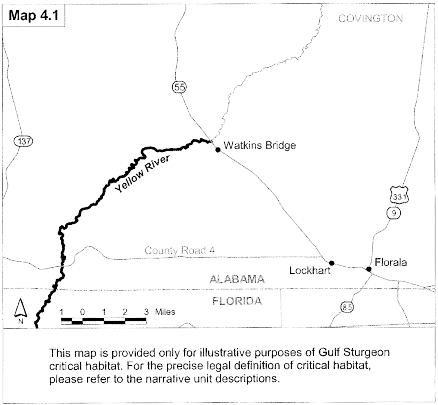 Map 4.1
COVINGTON
55
137
Watkins Bridge
Yellow River
331
9
County Road 4
Lockhart
Florala
ALABAMA
FLORIDA
85
N
1 0 1 2 3 Miles
This map is provided only for illustrative purposes of Gulf Sturgeon
critical habitat. For the precise legal definition of critical habitat,
please refer to the narrative unit descriptions.